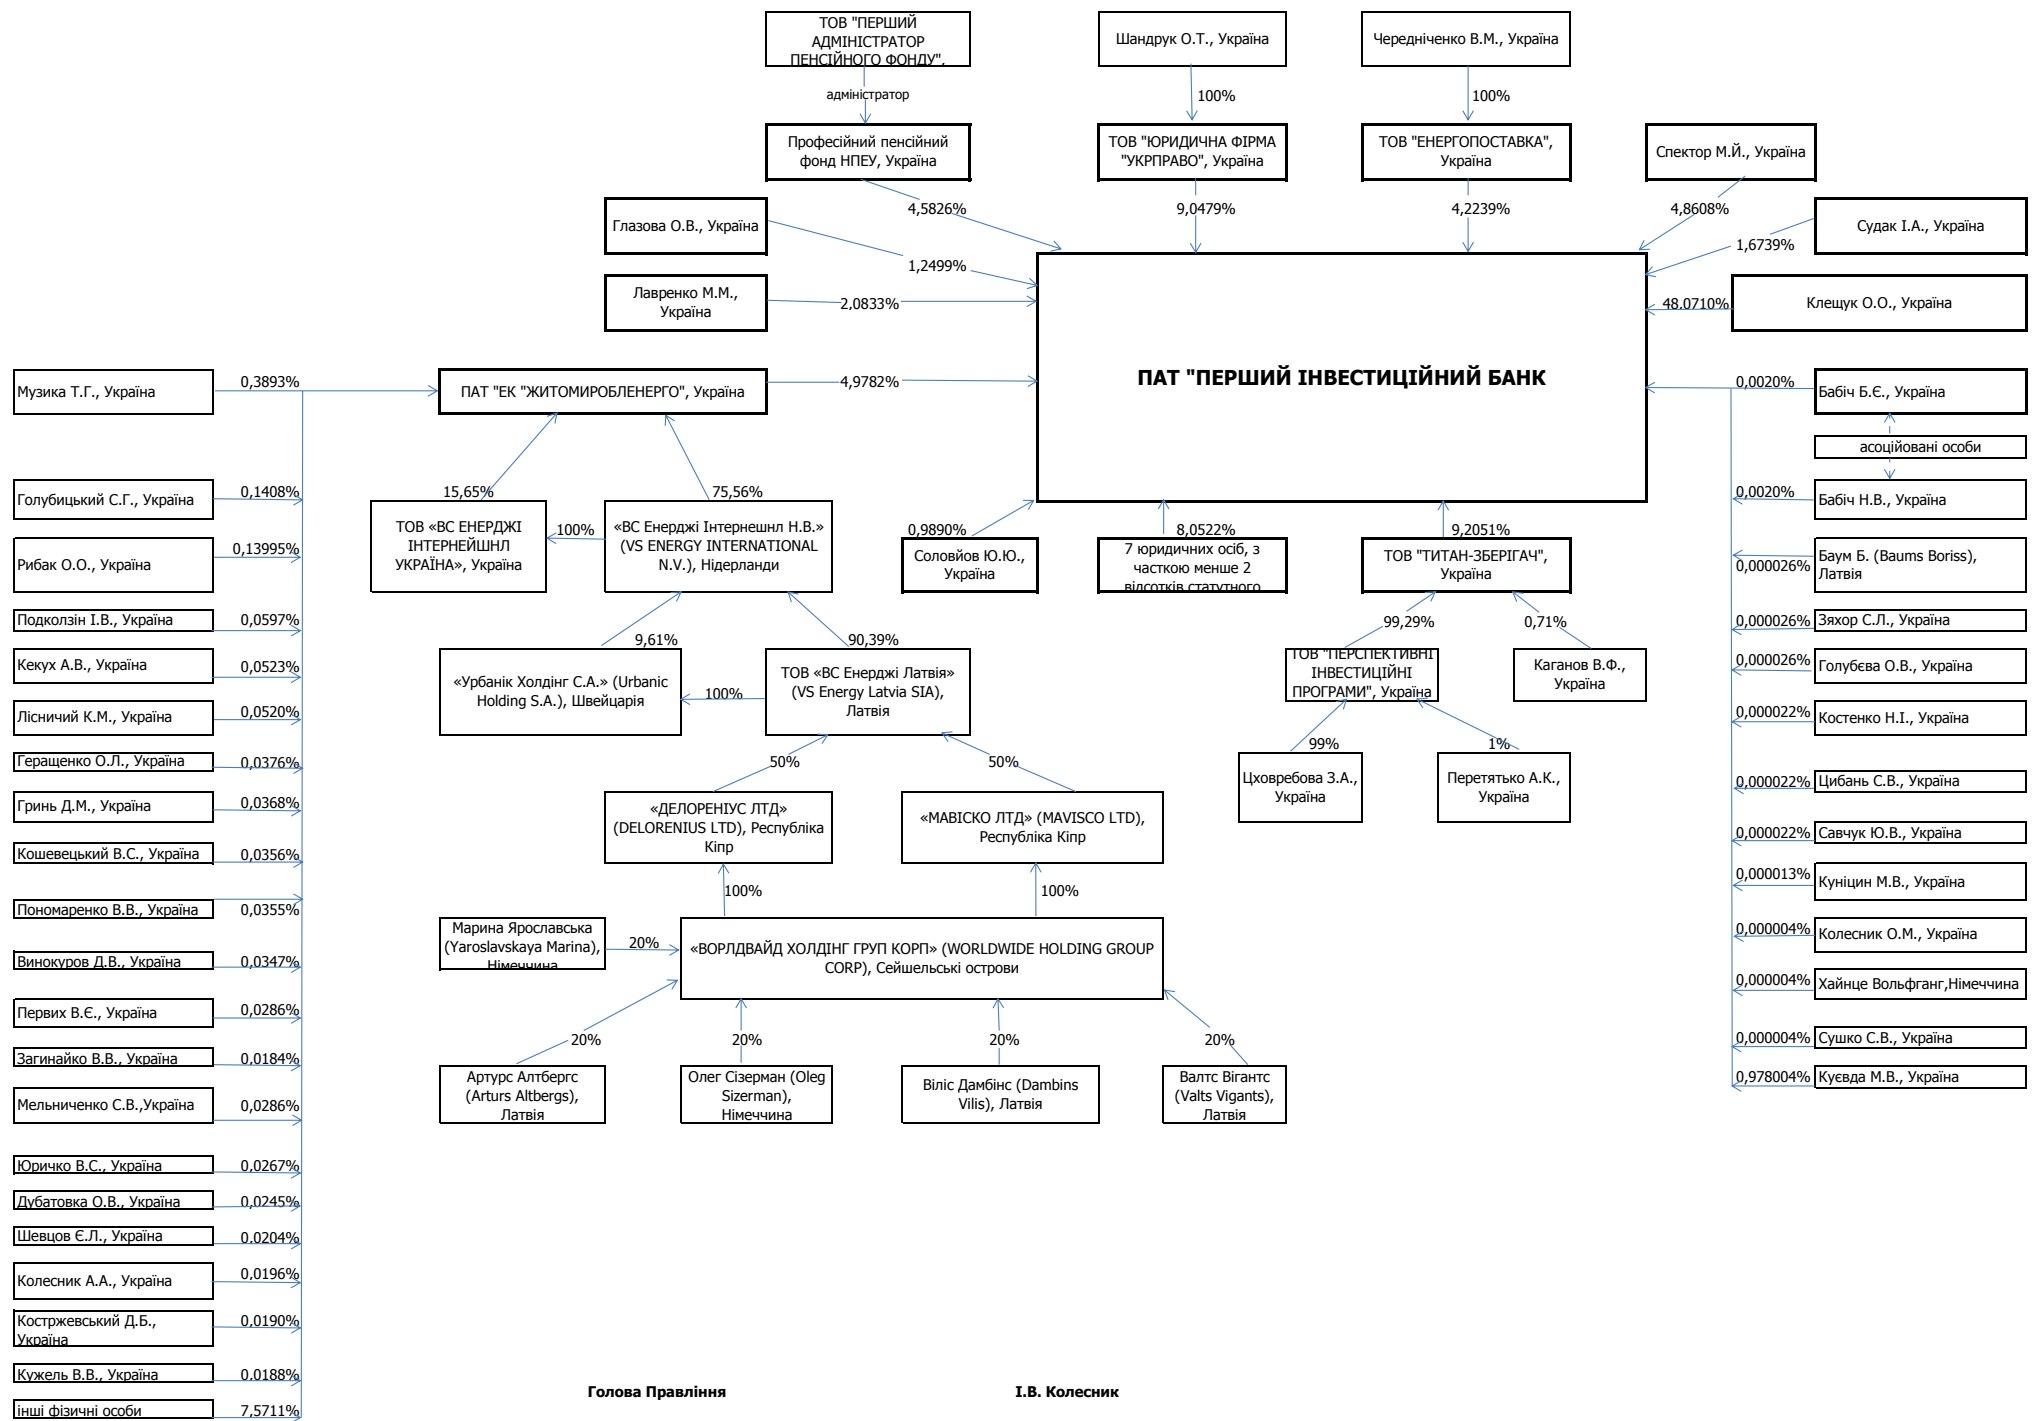 ТОВ "ПЕРШИЙ
АДМІНІСТРАТОР
ПЕНСІЙНОГО ФОНДУ",
Шандрук О.Т., Україна
Чередніченко В.М., Україна
адміністратор
100%
100%
Професійний пенсійний
фонд НПЕУ, Україна
ТОВ "ЮРИДИЧНА ФІРМА
"УКРПРАВО", Україна
ТОВ "ЕНЕРГОПОСТАВКА",
Україна
Спектор М.Й., Україна
4,5826%
9,0479%
4,2239%
4,8608%
Глазова О.В., Україна
Судак І.А., Україна
1,2499%
1,6739%
Лавренко М.М.,
Україна
2,0833%
48,0710%
Клещук О.О., Україна
ПАТ "ПЕРШИЙ ІНВЕСТИЦІЙНИЙ БАНК
Музика Т.Г., Україна
0,3893%
ПАТ "ЕК "ЖИТОМИРОБЛЕНЕРГО", Україна
4,9782%
0,0020%
Бабіч Б.Є., Україна
асоційовані особи
Голубицький С.Г., Україна
0,1408%
15,65%
75,56%
0,0020%
Бабіч Н.В., Україна
ТОВ «ВС ЕНЕРДЖІ
ІНТЕРНЕЙШНЛ
УКРАЇНА», Україна
100%
«ВС Енерджі Інтернешнл Н.В.»
(VS ENERGY INTERNATIONAL
N.V.), Нідерланди
0,9890%
8,0522%
9,2051%
Соловйов Ю.Ю.,
Україна
7 юридичних осіб, з
часткою менше 2
відсотків статутного
ТОВ "ТИТАН-ЗБЕРІГАЧ",
Україна
Рибак О.О., Україна
0,13995%
0,000026%
Баум Б. (Baums Boriss),
Латвія
Подколзін І.В., Україна
0,0597%
9,61%
90,39%
99,29%
0,71%
0,000026%
Зяхор С.Л., Україна
Кекух А.В., Україна
0,0523%
«Урбанік Холдінг С.А.» (Urbanic
Holding S.A.), Швейцарія
100%
ТОВ «ВС Енерджі Латвія»
(VS Energy Latvia SIA),
Латвія
ТОВ "ПЕРСПЕКТИВНІ
ІНВЕСТИЦІЙНІ
ПРОГРАМИ", Україна
Каганов В.Ф.,
Україна
0,000026%
Голубєва О.В., Україна
Лісничий К.М., Україна
0,0520%
0,000022%
Костенко Н.І., Україна
Геращенко О.Л., Україна
0,0376%
50%
50%
99%
1%
Цховребова З.А.,
Україна
Перетятько А.К.,
Україна
0,000022%
Цибань С.В., Україна
Гринь Д.М., Україна
0,0368%
«ДЕЛОРЕНІУС ЛТД»
(DELORENIUS LTD), Республіка
Кіпр
«МАВІСКО ЛТД» (MAVISCO LTD),
Республіка Кіпр
0,000022%
Савчук Ю.В., Україна
Кошевецький В.С., Україна
0,0356%
100%
100%
0,000013%
Куніцин М.В., Україна
Пономаренко В.В., Україна
0,0355%
Марина Ярославська
(Yaroslavskaya Marina),
Німеччина
20%
«ВОРЛДВАЙД ХОЛДІНГ ГРУП КОРП» (WORLDWIDE HOLDING GROUP
CORP), Сейшельські острови
0,000004%
Колесник О.М., Україна
Винокуров Д.В., Україна
0,0347%
0,000004%
Хайнце Вольфганг,Німеччина
Первих В.Є., Україна
0,0286%
20%
20%
20%
20%
0,000004%
Сушко С.В., Україна
Загинайко В.В., Україна
0,0184%
Артурс Алтбергс
(Arturs Altbergs),
Латвія
Олег Сізерман (Oleg
Sizerman),
Німеччина
Віліс Дамбінс (Dambins
Vilis), Латвія
Валтс Вігантс
(Valts Vigants),
Латвія
0,978004%
Куєвда М.В., Україна
Мельниченко С.В.,Україна
0,0286%
Юричко В.С., Україна
0,0267%
Дубатовка О.В., Україна
0,0245%
Шевцов Є.Л., Україна
0,0204%
Колесник А.А., Україна
0,0196%
Костржевський Д.Б.,
Україна
0,0190%
Кужель В.В., Україна
0,0188%
Голова Правління
І.В. Колесник
інші фізичні особи
7,5711%